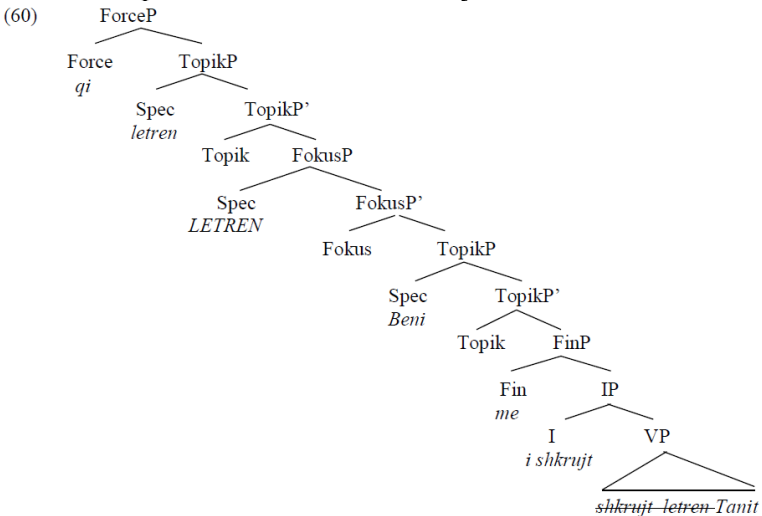 (60) ForceP
Force TopikP
qi
Spec TopikP’
letren
Topik FokusP
Spec FokusP’
LETREN
Fokus TopikP
Spec TopikP’
Beni
Topik FinP
Fin IP
me
I VP
i shkrujt
shkrujt letren Tanit